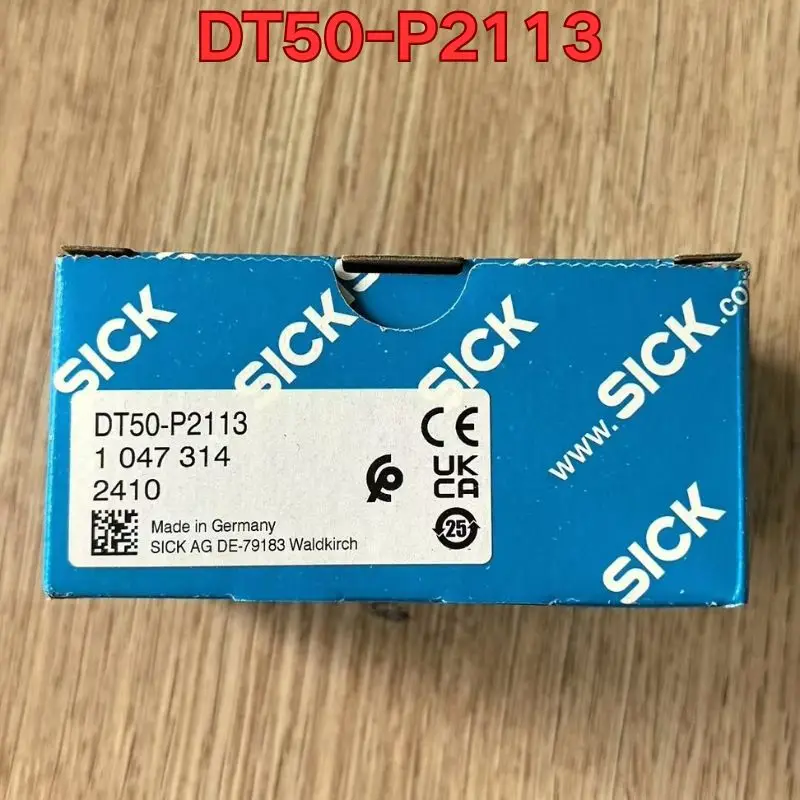 DT50-P2113
SICK
SICK
SICK
SICK
www.SICK.co
DT50-P2113
1 047 314
2410
Made in Germany
SICK AG DE-79183 Waldkirch
CE
UK
CA
25
SICK